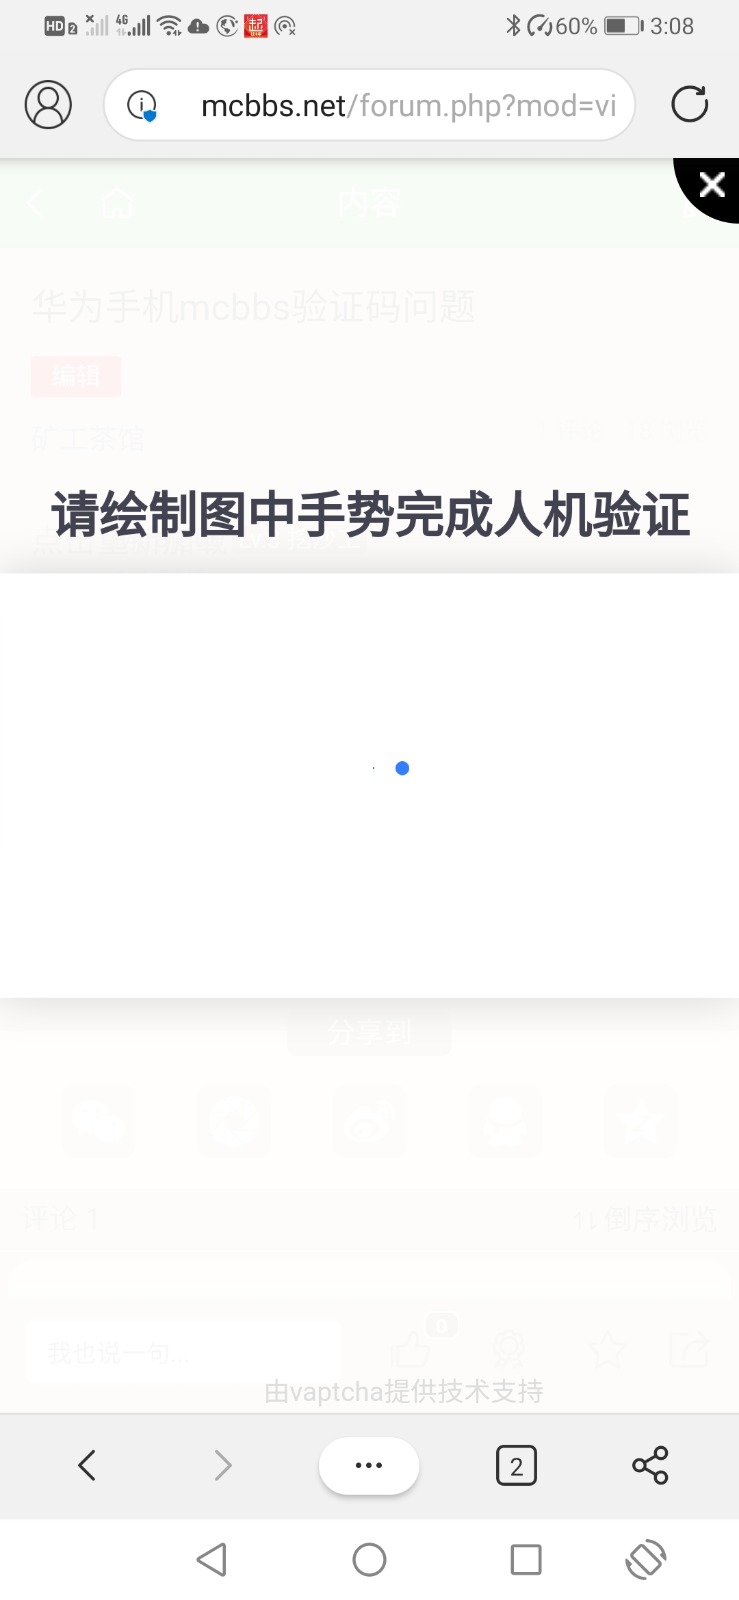 HD 2 4G 60% 3:08
mcbbs.net/forum.php?mod=vi
内容
华为手机mcbbs验证码问题
编辑
矿工茶馆
请绘制图中手势完成人机验证
分享到
评论 1
倒序浏览
0
我也说一句...
由vaptcha提供技术支持
2